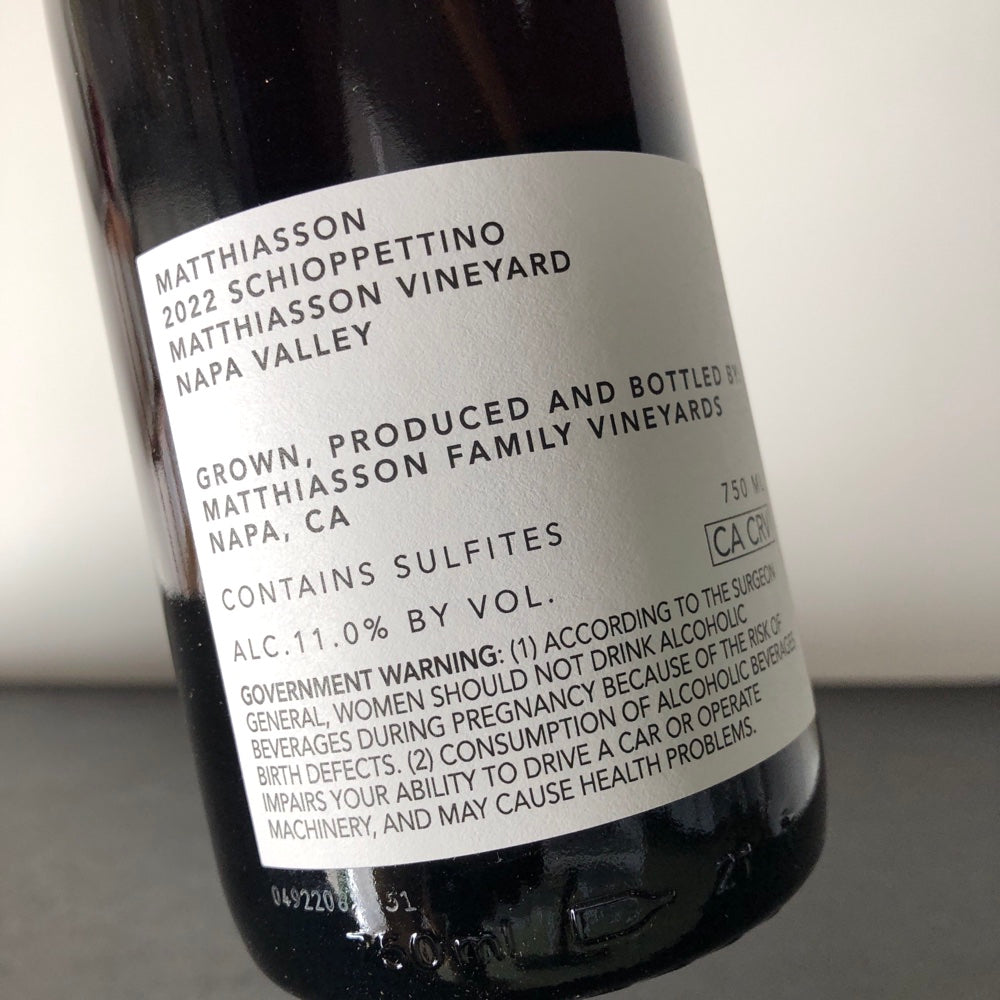 MATTHIASSON
2022 SCHIOPPETTINO
MATTHIASSON VINEYARD
NAPA VALLEY
GROWN, PRODUCED AND BOTTLED BY:
MATTHIASSON FAMILY VINEYARDS
NAPA, CA
750 ML
CA CRV
CONTAINS SULFITES
ALC.11.0% BY VOL.
GOVERNMENT WARNING: (1) ACCORDING TO THE SURGEON
GENERAL, WOMEN SHOULD NOT DRINK ALCOHOLIC
BEVERAGES DURING PREGNANCY BECAUSE OF THE RISK OF
BIRTH DEFECTS. (2) CONSUMPTION OF ALCOHOLIC BEVERAGES
IMPAIRS YOUR ABILITY TO DRIVE A CAR OR OPERATE
MACHINERY, AND MAY CAUSE HEALTH PROBLEMS.
750ml